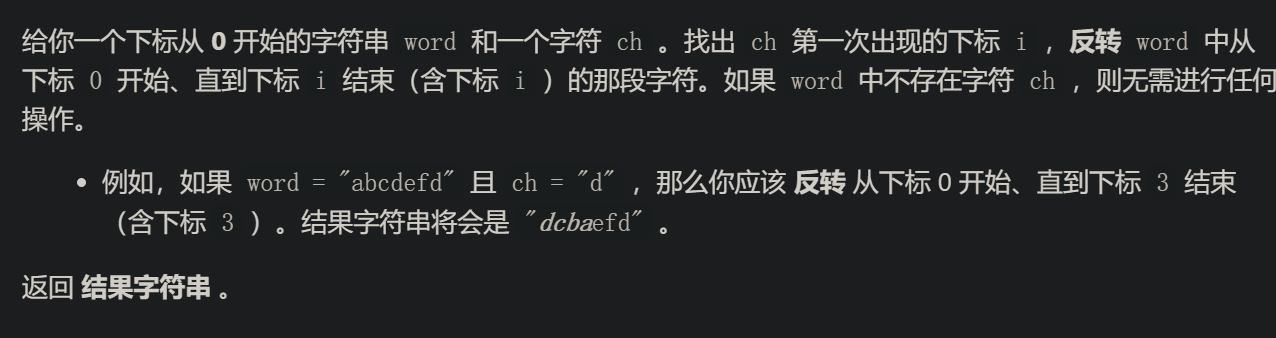 给你一个下标从 0 开始的字符串 word 和一个字符 ch 。找出 ch 第一次出现的下标 i ，反转 word 中从
下标 0 开始、直到下标 i 结束（含下标 i ）的那段字符。如果 word 中不存在字符 ch ，则无需进行任何
操作。
• 例如，如果 word = "abcdefd" 且 ch = "d" ，那么你应该 反转 从下标 0 开始、直到下标 3 结束
（含下标 3 ）。结果字符串将会是 "dcbaefd" 。
返回 结果字符串 。